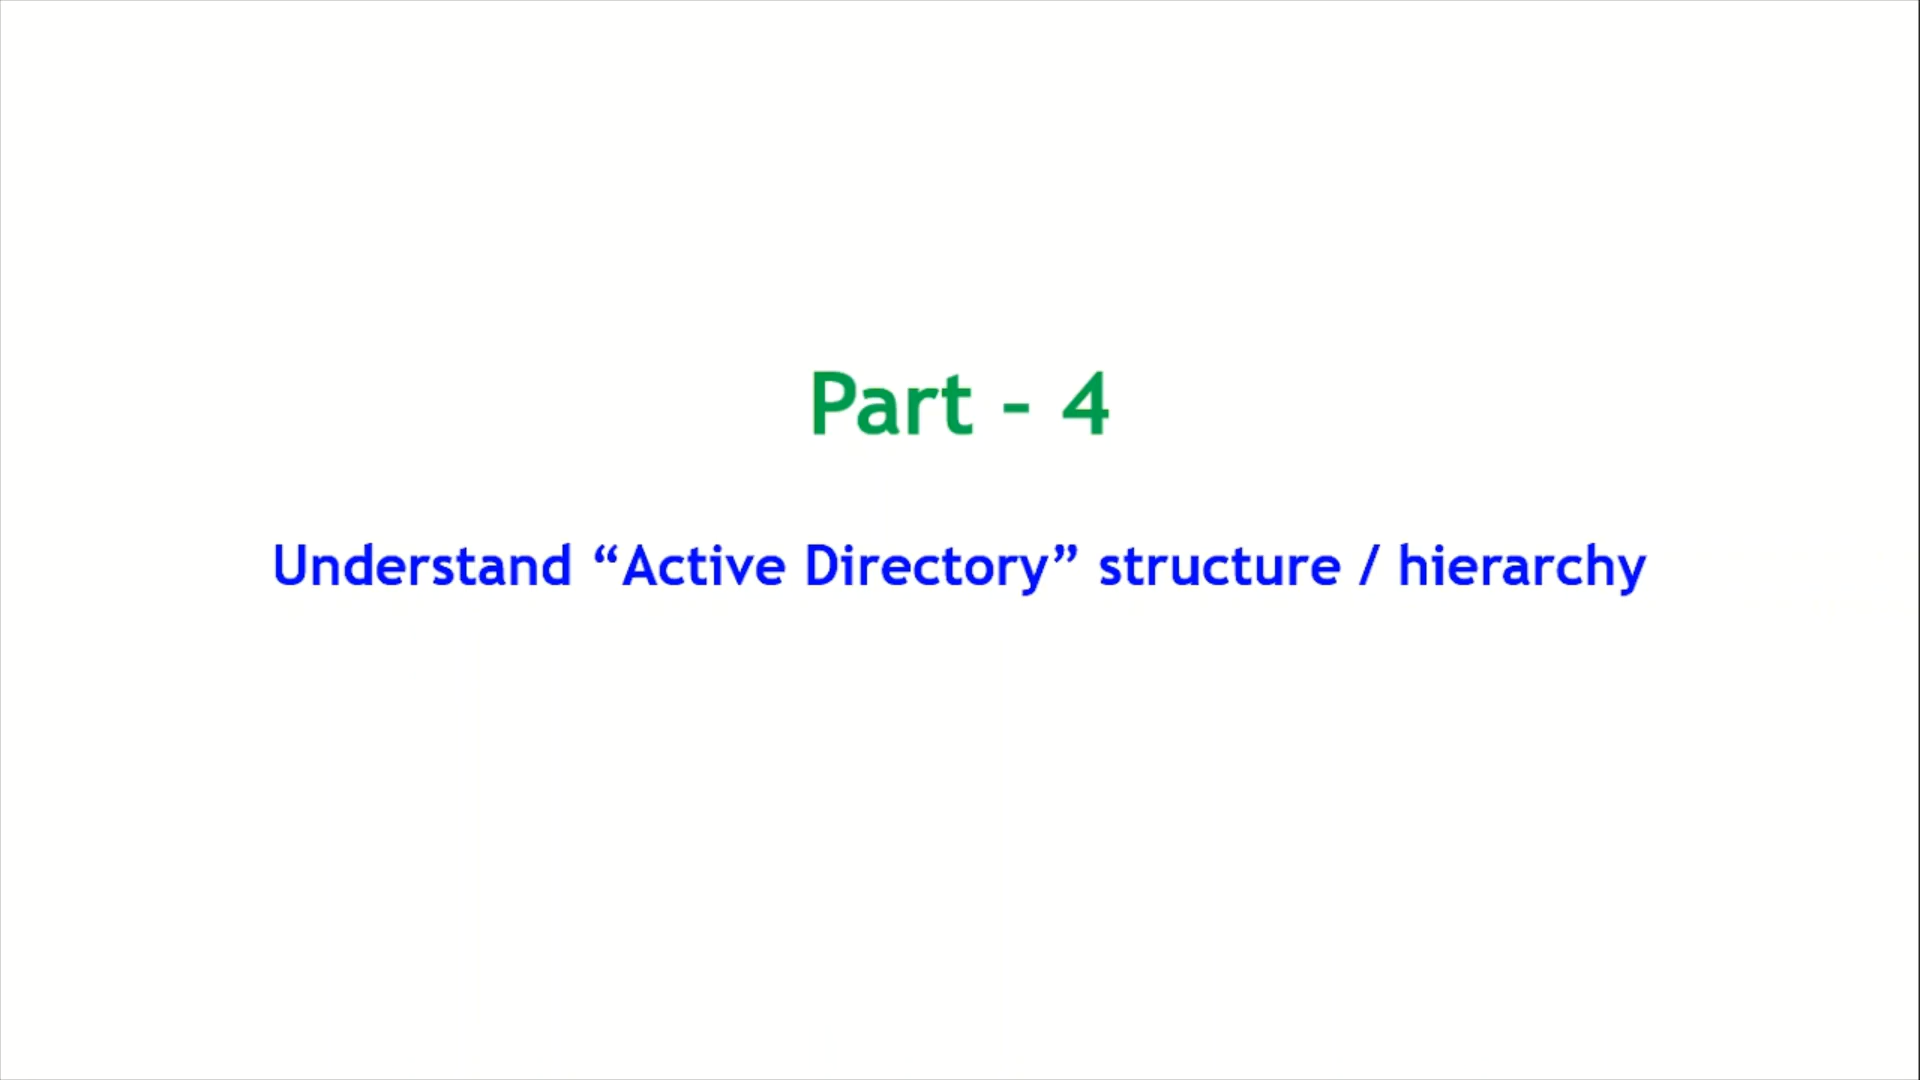 Part - 4
Understand “Active Directory” structure / hierarchy